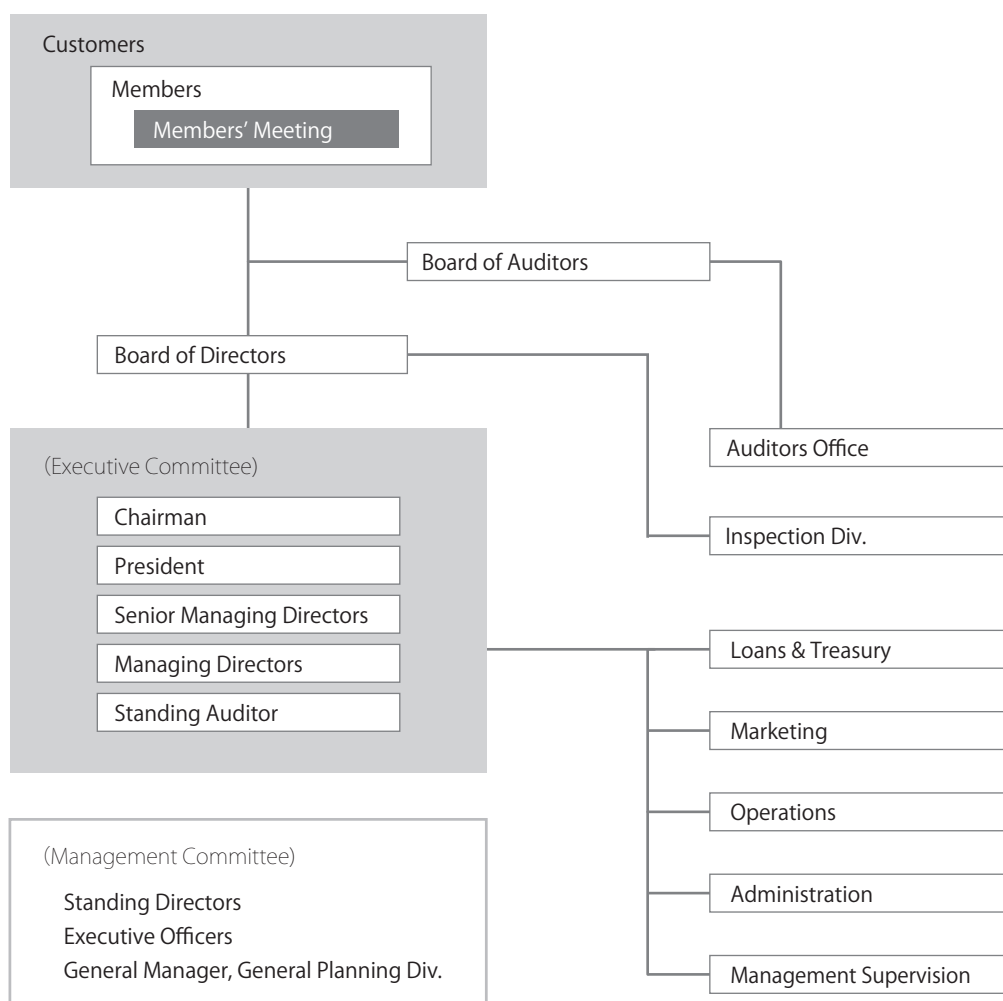 Customers
Members
Members’ Meeting
Board of Auditors
Board of Directors
Auditors Office
(Executive Committee)
Chairman
Inspection Div.
President
Senior Managing Directors
Loans & Treasury
Managing Directors
Standing Auditor
Marketing
Operations
(Management Committee)
Administration
Standing Directors
Executive Officers
General Manager, General Planning Div.
Management Supervision